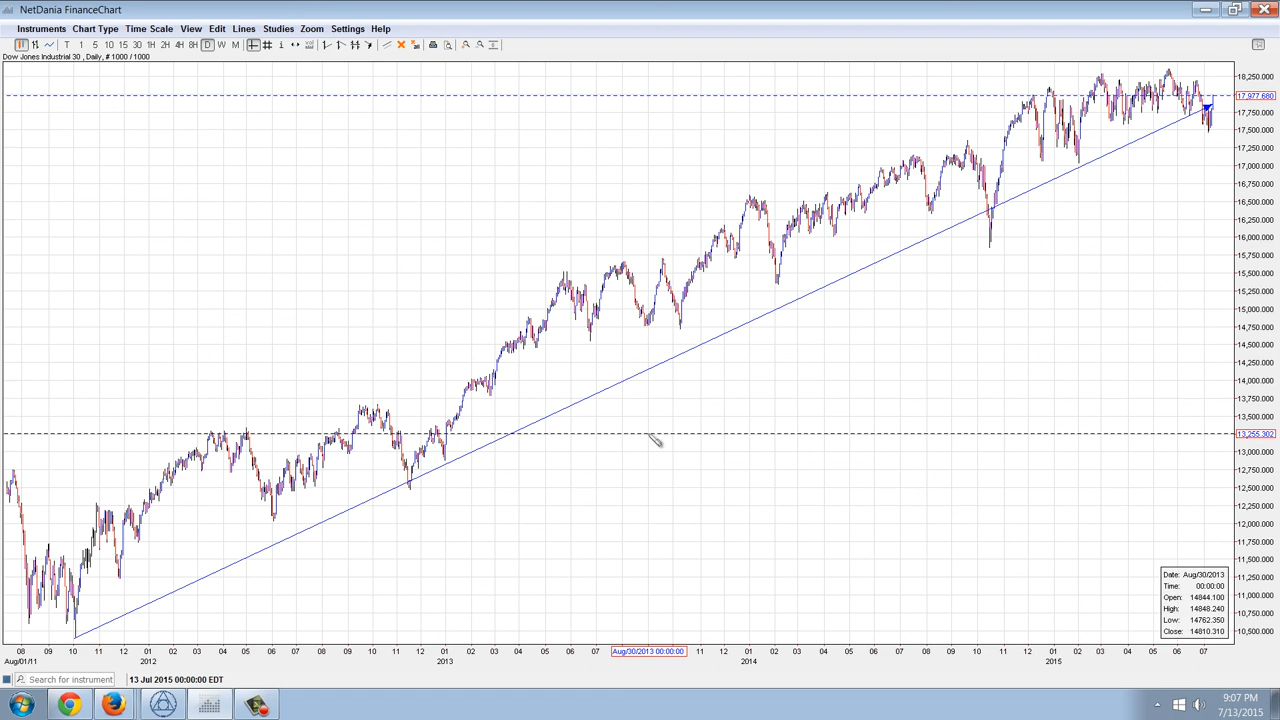 NetDania FinanceChart
Instruments Chart Type Time Scale View Edit Lines Studies Zoom Settings Help
T 1 5 10 15 30 1H 2H 4H 8H D W M
Dow Jones Industrial 30 , Daily, # 1000 / 1000
18,250.000
17,977.680
17,750.000
17,500.000
17,250.000
17,000.000
16,750.000
16,500.000
16,250.000
16,000.000
15,750.000
15,500.000
15,250.000
15,000.000
14,750.000
14,500.000
14,250.000
14,000.000
13,750.000
13,500.000
13,255.302
13,000.000
12,750.000
12,500.000
12,250.000
12,000.000
11,750.000
11,500.000
11,250.000
11,000.000
10,750.000
10,500.000
Date: Aug/30/2013
Time: 00:00:00
Open: 14844.100
High: 14848.240
Low: 14762.350
Close: 14810.310
08 09 10 11 12 01 02 03 04 05 06 07 08 09 10 11 12 01 02 03 04 05 06 07 Aug/30/2013 00:00:00 10 11 12 01 02 03 04 05 06 07 08 09 10 11 12 01 02 03 04 05 06 07
Aug/01/11 2012 2013 2014 2015
Search for instrument 13 Jul 2015 00:00:00 EDT
9:07 PM
7/13/2015